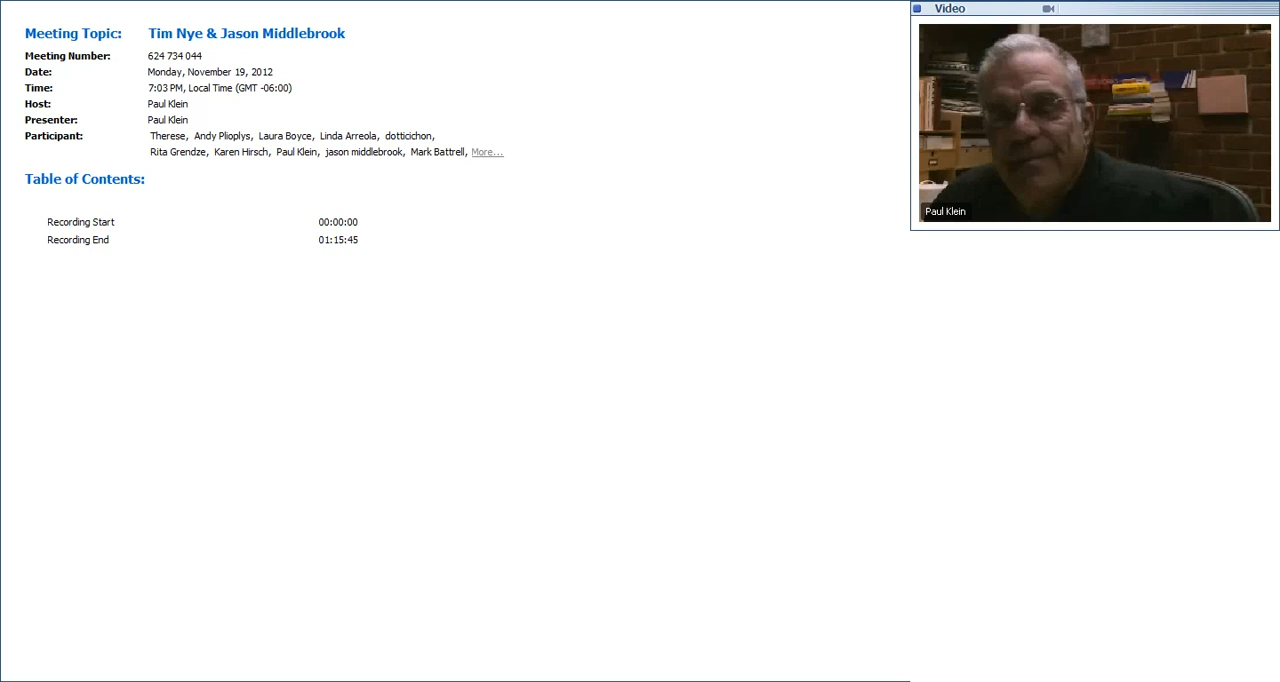 Meeting Topic: Tim Nye & Jason Middlebrook
Meeting Number: 624 734 044
Date: Monday, November 19, 2012
Time: 7:03 PM, Local Time (GMT -06:00)
Host: Paul Klein
Presenter: Paul Klein
Participant: Therese, Andy Plioplys, Laura Boyce, Linda Arreola, dotticichon,
Rita Grendze, Karen Hirsch, Paul Klein, jason middlebrook, Mark Battrell, More...
Table of Contents:
Recording Start 00:00:00
Recording End 01:15:45
Video
Paul Klein